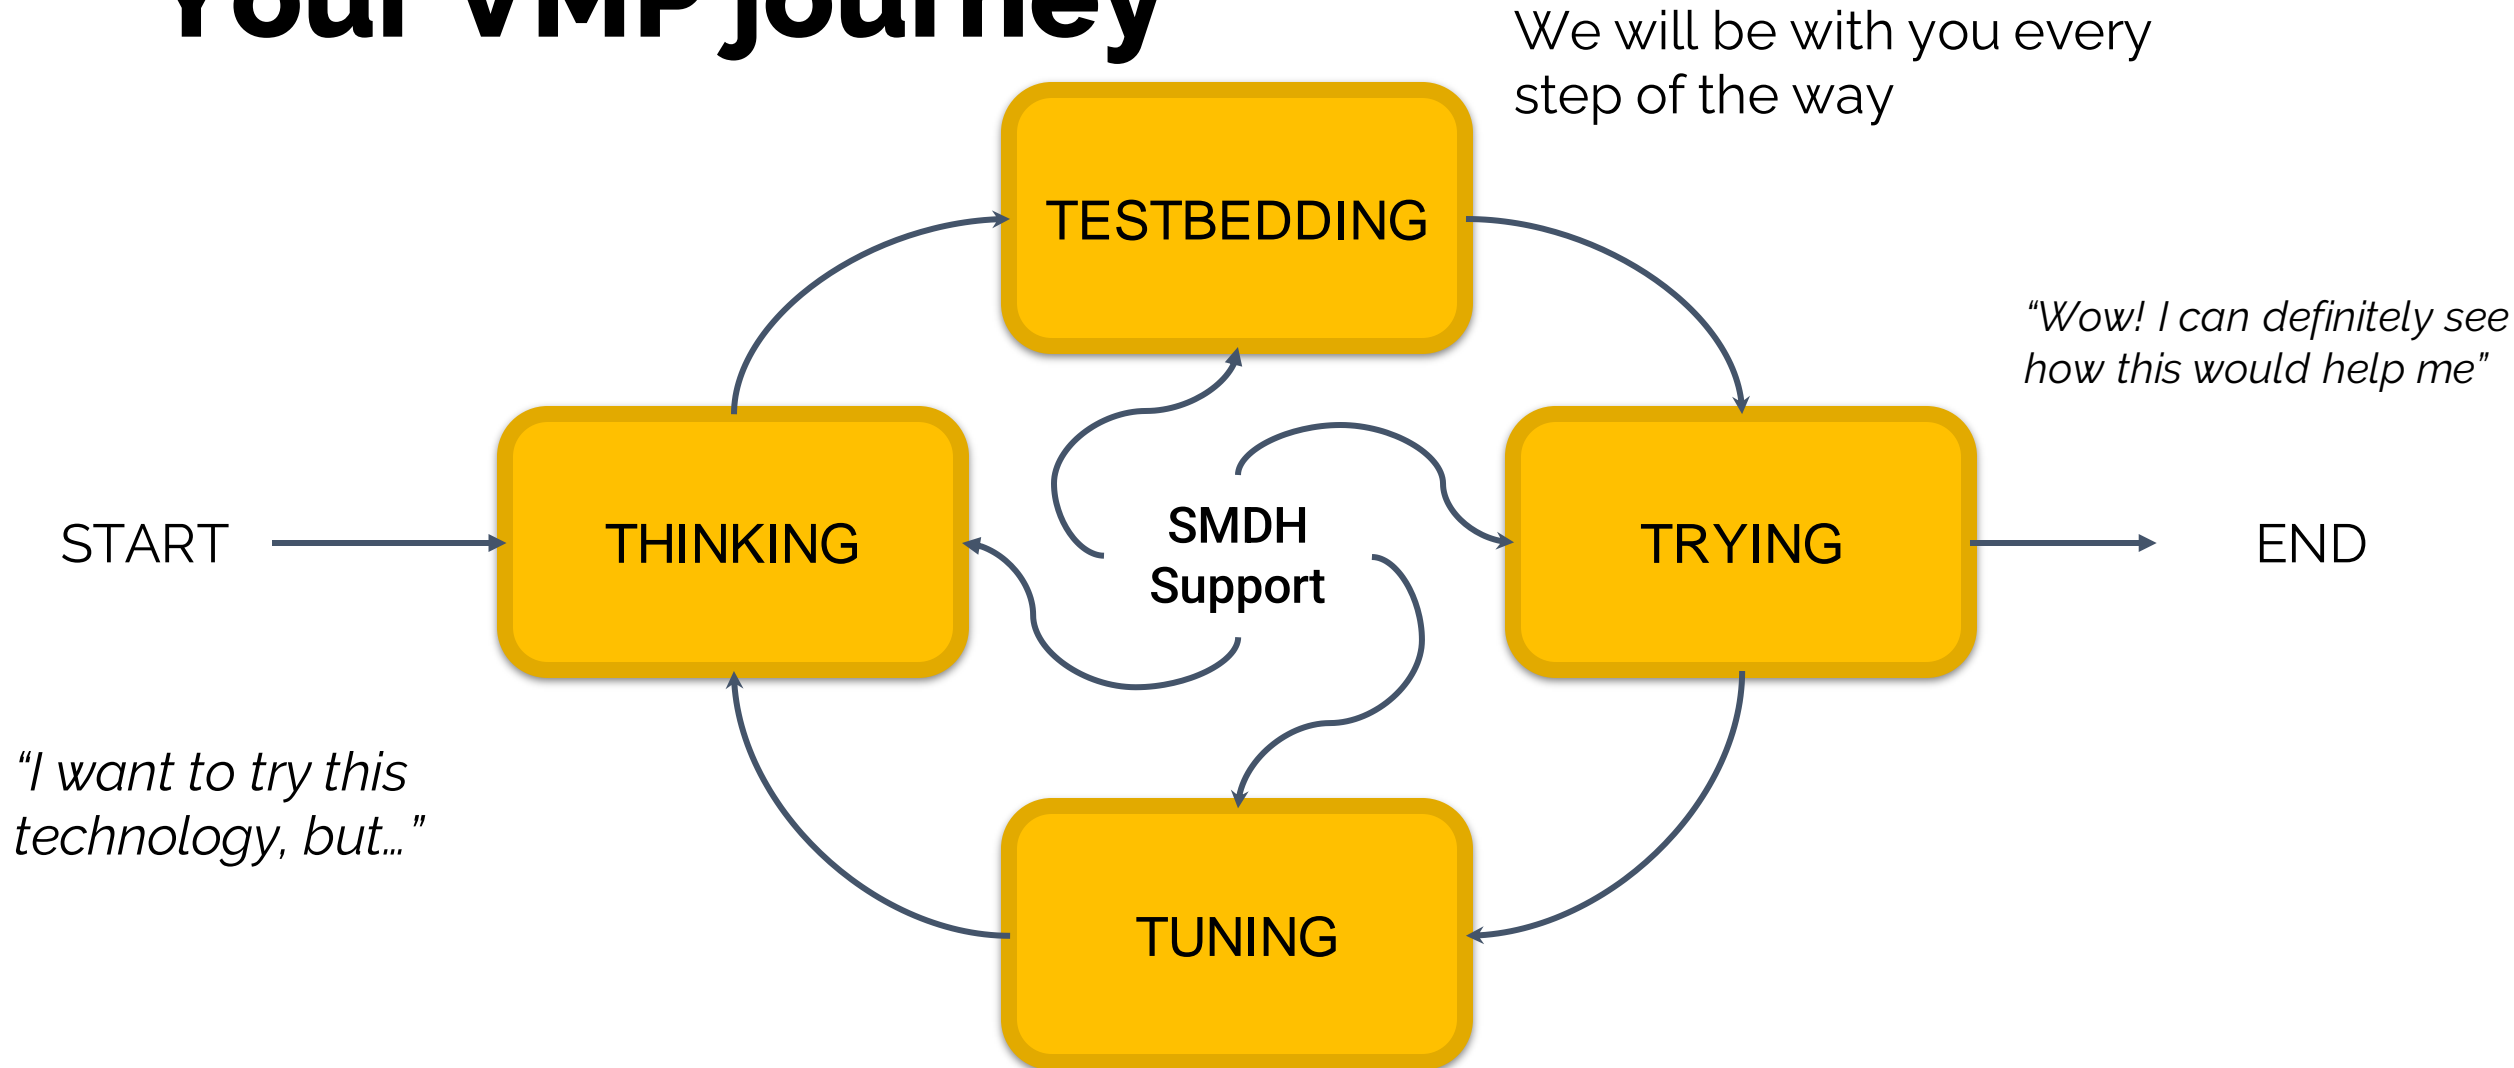 Your VMP journey
We will be with you every
step of the way
TESTBEDDING
"Wow! I can definitely see
how this would help me"
START
THINKING
SMDH
Support
TRYING
END
"I want to try this
technology, but..."
TUNING